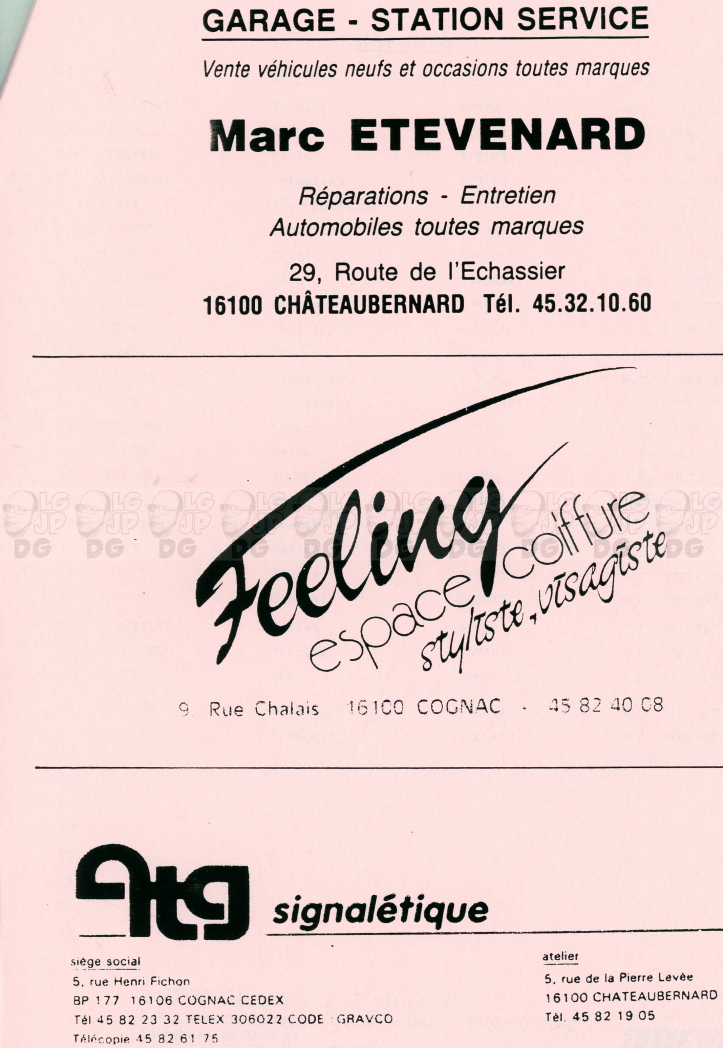 GARAGE - STATION SERVICE
Vente véhicules neufs et occasions toutes marques
Marc ETEVENARD
Réparations - Entretien
Automobiles toutes marques
29, Route de l'Echassier
16100 CHÂTEAUBERNARD Tél. 45.32.10.60
Feeling
espace coiffure
styliste, visagiste
9 Rue Chalais 16100 COGNAC - 45 82 40 08
atg signalétique
siège social
5, rue Henri Fichon
BP 177 16106 COGNAC CEDEX
Tél 45 82 23 32 TELEX 306022 CODE : GRAVCO
Télécopie 45 82 61 75
atelier
5, rue de la Pierre Levée
16100 CHATEAUBERNARD
Tél. 45 82 19 05
LG JP DG